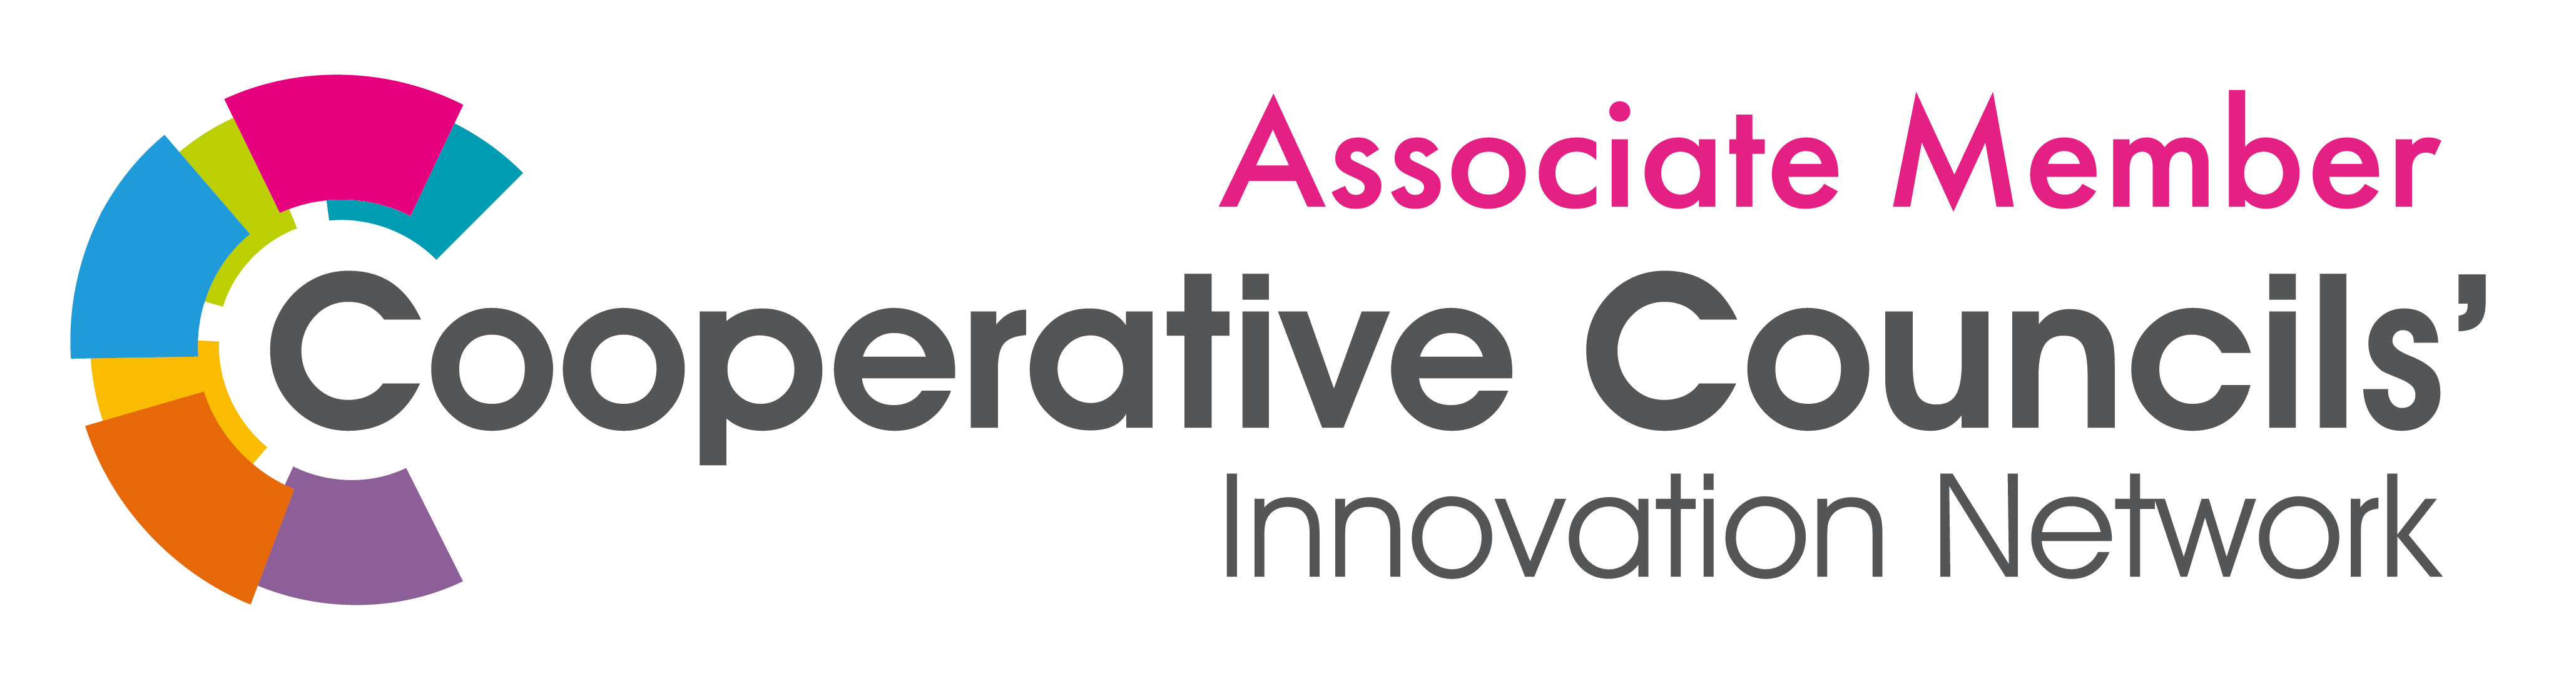 Associate Member
Cooperative Councils’
Innovation Network